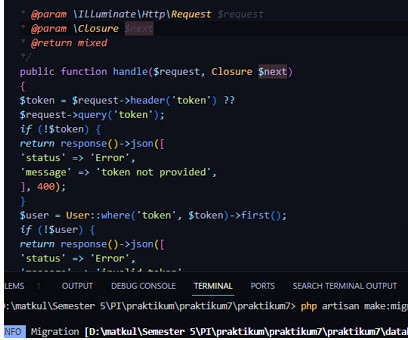 * @param \Illuminate\Http\Request $request
* @param \Closure $next
* @return mixed
*/
public function handle($request, Closure $next)
{
$token = $request->header('token') ??
$request->query('token');
if (!$token) {
return response()->json([
'status' => 'Error',
'message' => 'token not provided',
], 400);
}
$user = User::where('token', $token)->first();
if (!$user) {
return response()->json([
'status' => 'Error',
LEMS 1 OUTPUT DEBUG CONSOLE TERMINAL PORTS SEARCH TERMINAL OUTPUT
:\matkul\Semester 5\PI\praktikum\praktikum7\praktikum7> php artisan make:mig
NFO Migration [D:\matkul\Semester 5\PI\praktikum\praktikum7\praktikum7\datab